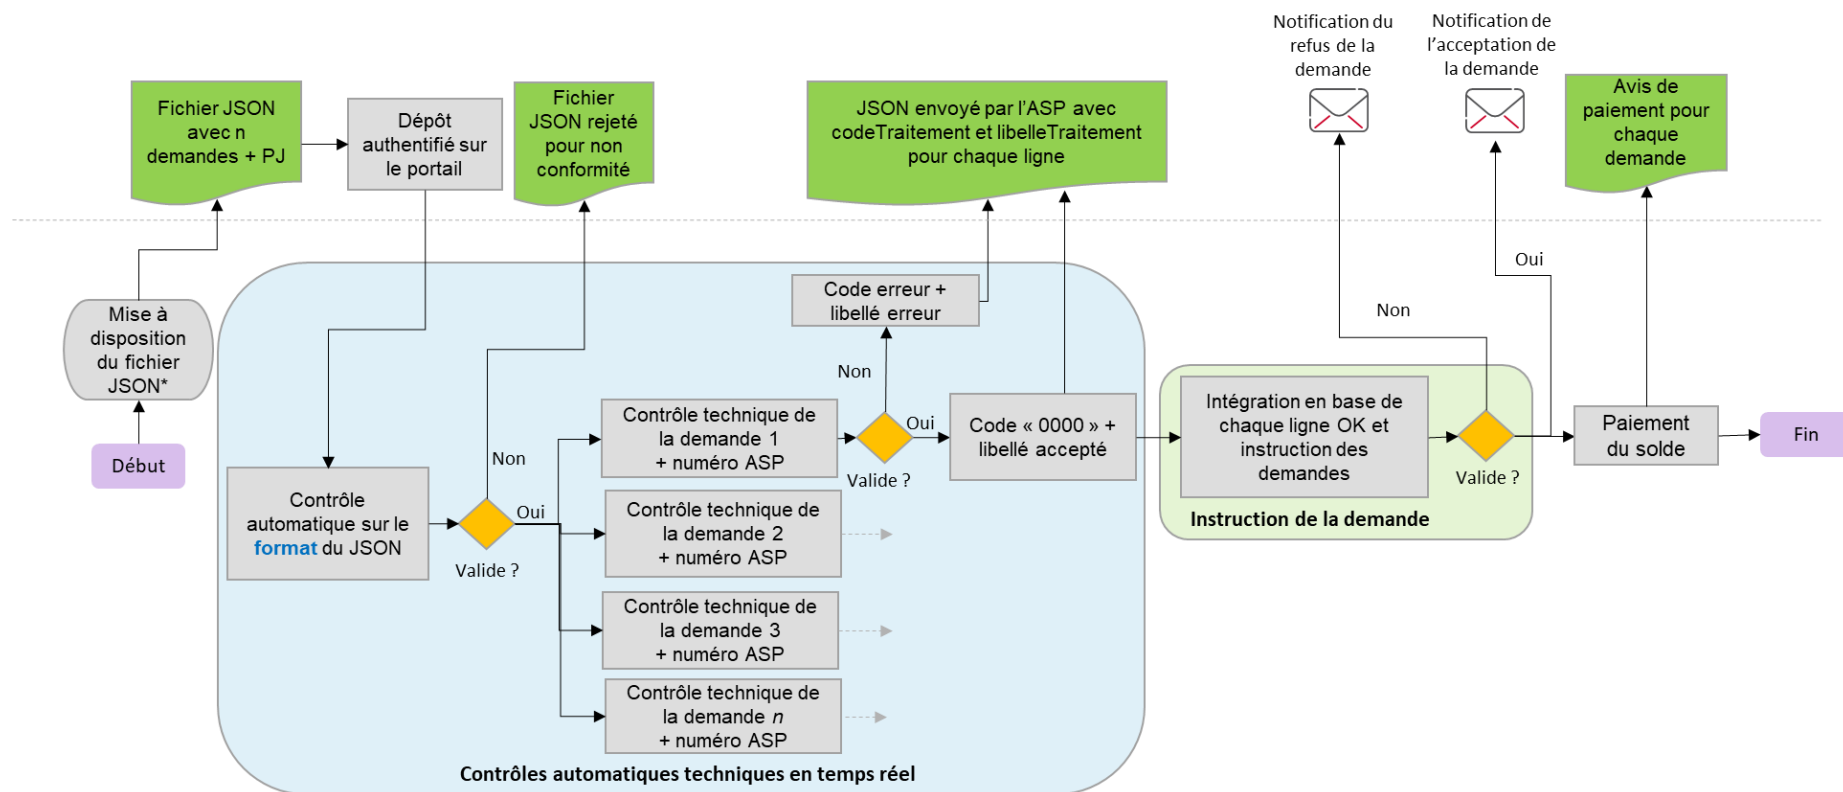 Notification du
refus de la
demande
Notification de
l'acceptation de
la demande
Fichier JSON
avec n
demandes + PJ
Dépôt
authentifié sur
le portail
Fichier
JSON rejeté
pour non
conformité
JSON envoyé par l'ASP avec
codeTraitement et libelleTraitement
pour chaque ligne
Avis de
paiement pour
chaque
demande
Mise à
disposition
du fichier
JSON*
Début
Contrôle
automatique sur le
format du JSON
Valide ?
Non
Oui
Contrôle technique de
la demande 1
+ numéro ASP
Contrôle technique de
la demande 2
+ numéro ASP
Contrôle technique de
la demande 3
+ numéro ASP
Contrôle technique de
la demande n
+ numéro ASP
Code erreur +
libellé erreur
Non
Oui
Valide ?
Code « 0000 » +
libellé accepté
Contrôles automatiques techniques en temps réel
Intégration en base de
chaque ligne OK et
instruction des
demandes
Instruction de la demande
Non
Oui
Valide ?
Paiement
du solde
Fin